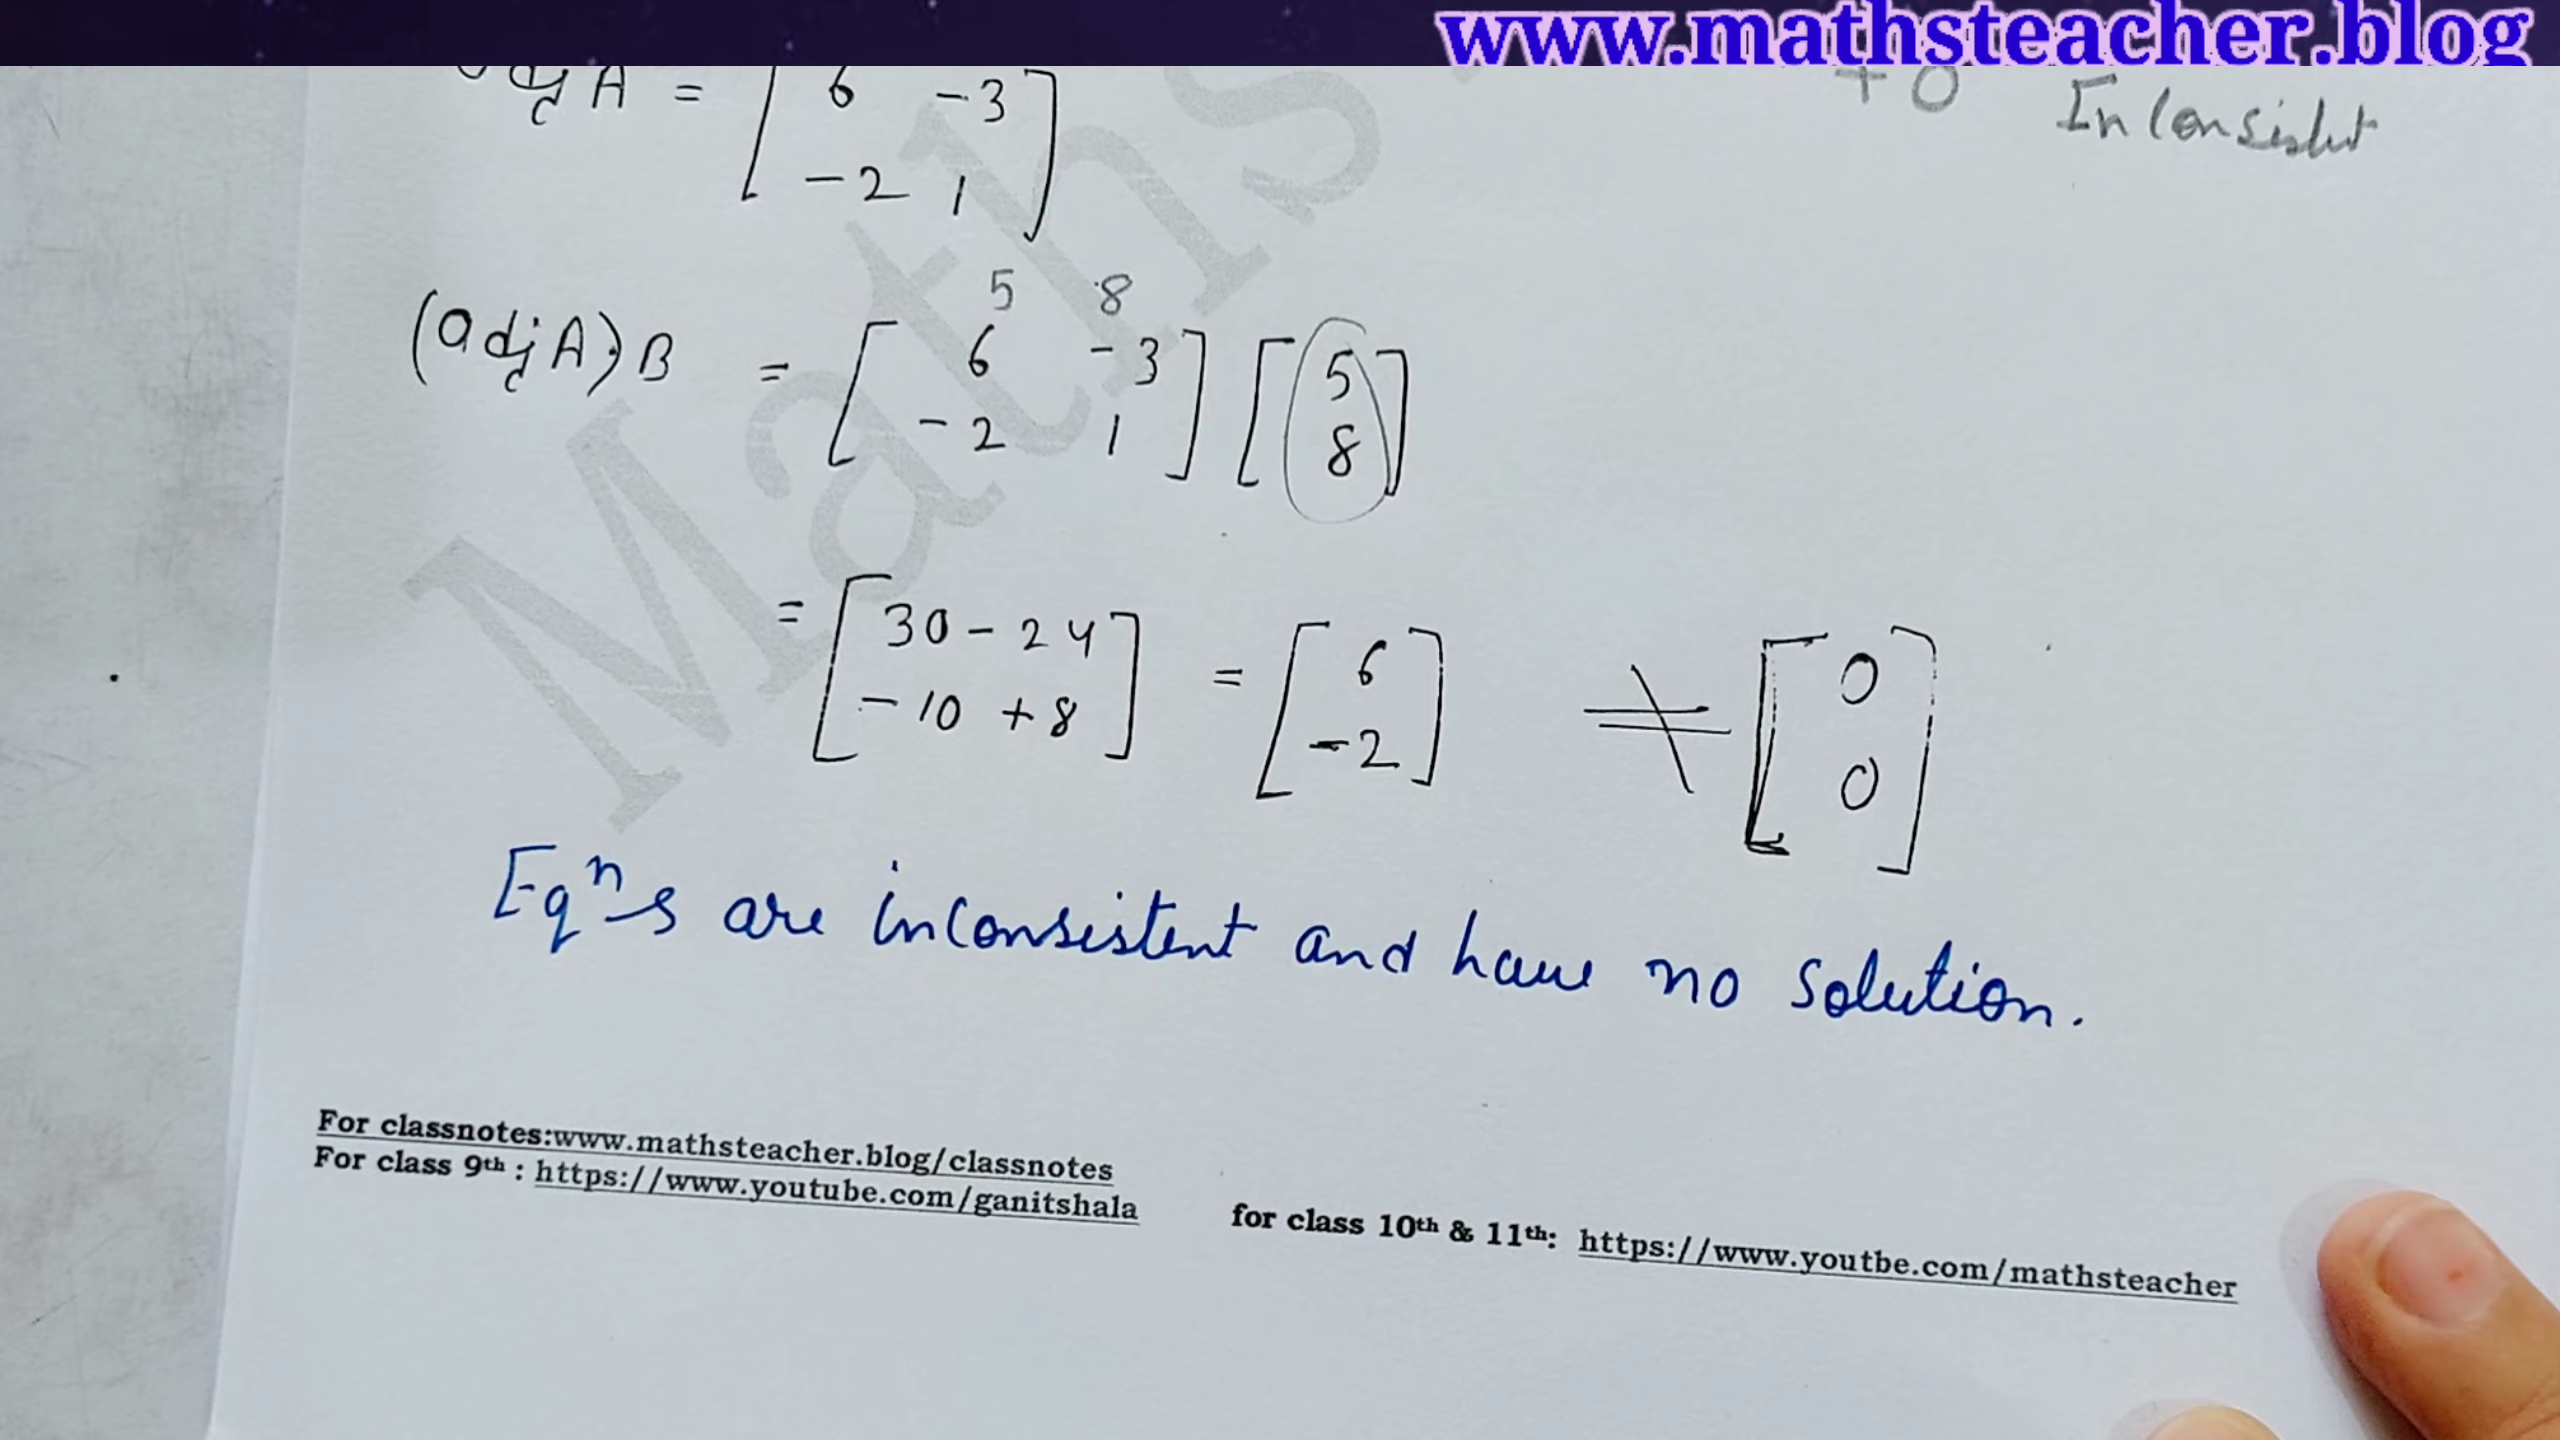 www.mathsteacher.blog
adj A = [ 6 -3
-2 1 ]
≠ 0 Inconsistent
5 8
(adj A) B = [ 6 -3 ] [ 5 ]
[ -2 1 ] [ 8 ]
= [ 30 - 24 ] = [ 6 ] ≠ [ 0 ]
[ -10 + 8 ] [ -2 ] [ 0 ]
Eqⁿs are inconsistent and have no solution.
For classnotes:www.mathsteacher.blog/classnotes
For class 9th : https://www.youtube.com/ganitshala
for class 10th & 11th: https://www.youtbe.com/mathsteacher
Maths